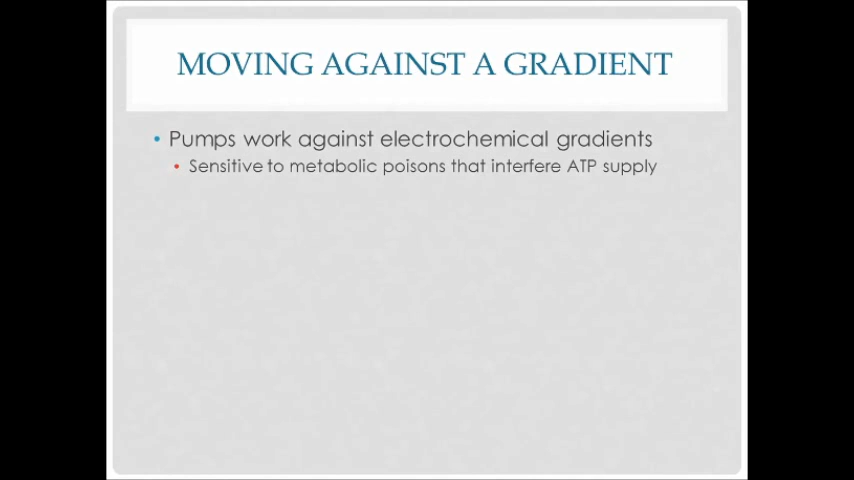 MOVING AGAINST A GRADIENT
• Pumps work against electrochemical gradients
• Sensitive to metabolic poisons that interfere ATP supply